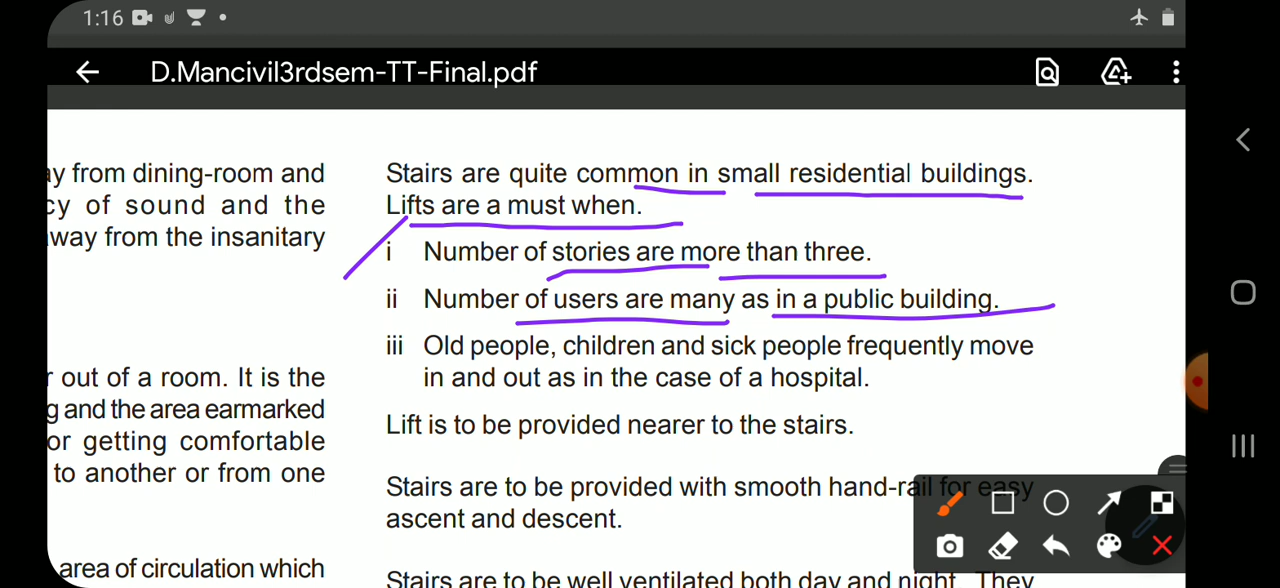 1:16
D.Mancivil3rdsem-TT-Final.pdf
from dining-room and
of sound and the
from the insanitary
out of a room. It is the
and the area earmarked
or getting comfortable
to another or from one
area of circulation which
Stairs are quite common in small residential buildings.
Lifts are a must when.
i Number of stories are more than three.
ii Number of users are many as in a public building.
iii Old people, children and sick people frequently move
in and out as in the case of a hospital.
Lift is to be provided nearer to the stairs.
Stairs are to be provided with smooth hand-rail for easy
ascent and descent.
Stairs are to be well ventilated both day and night. They